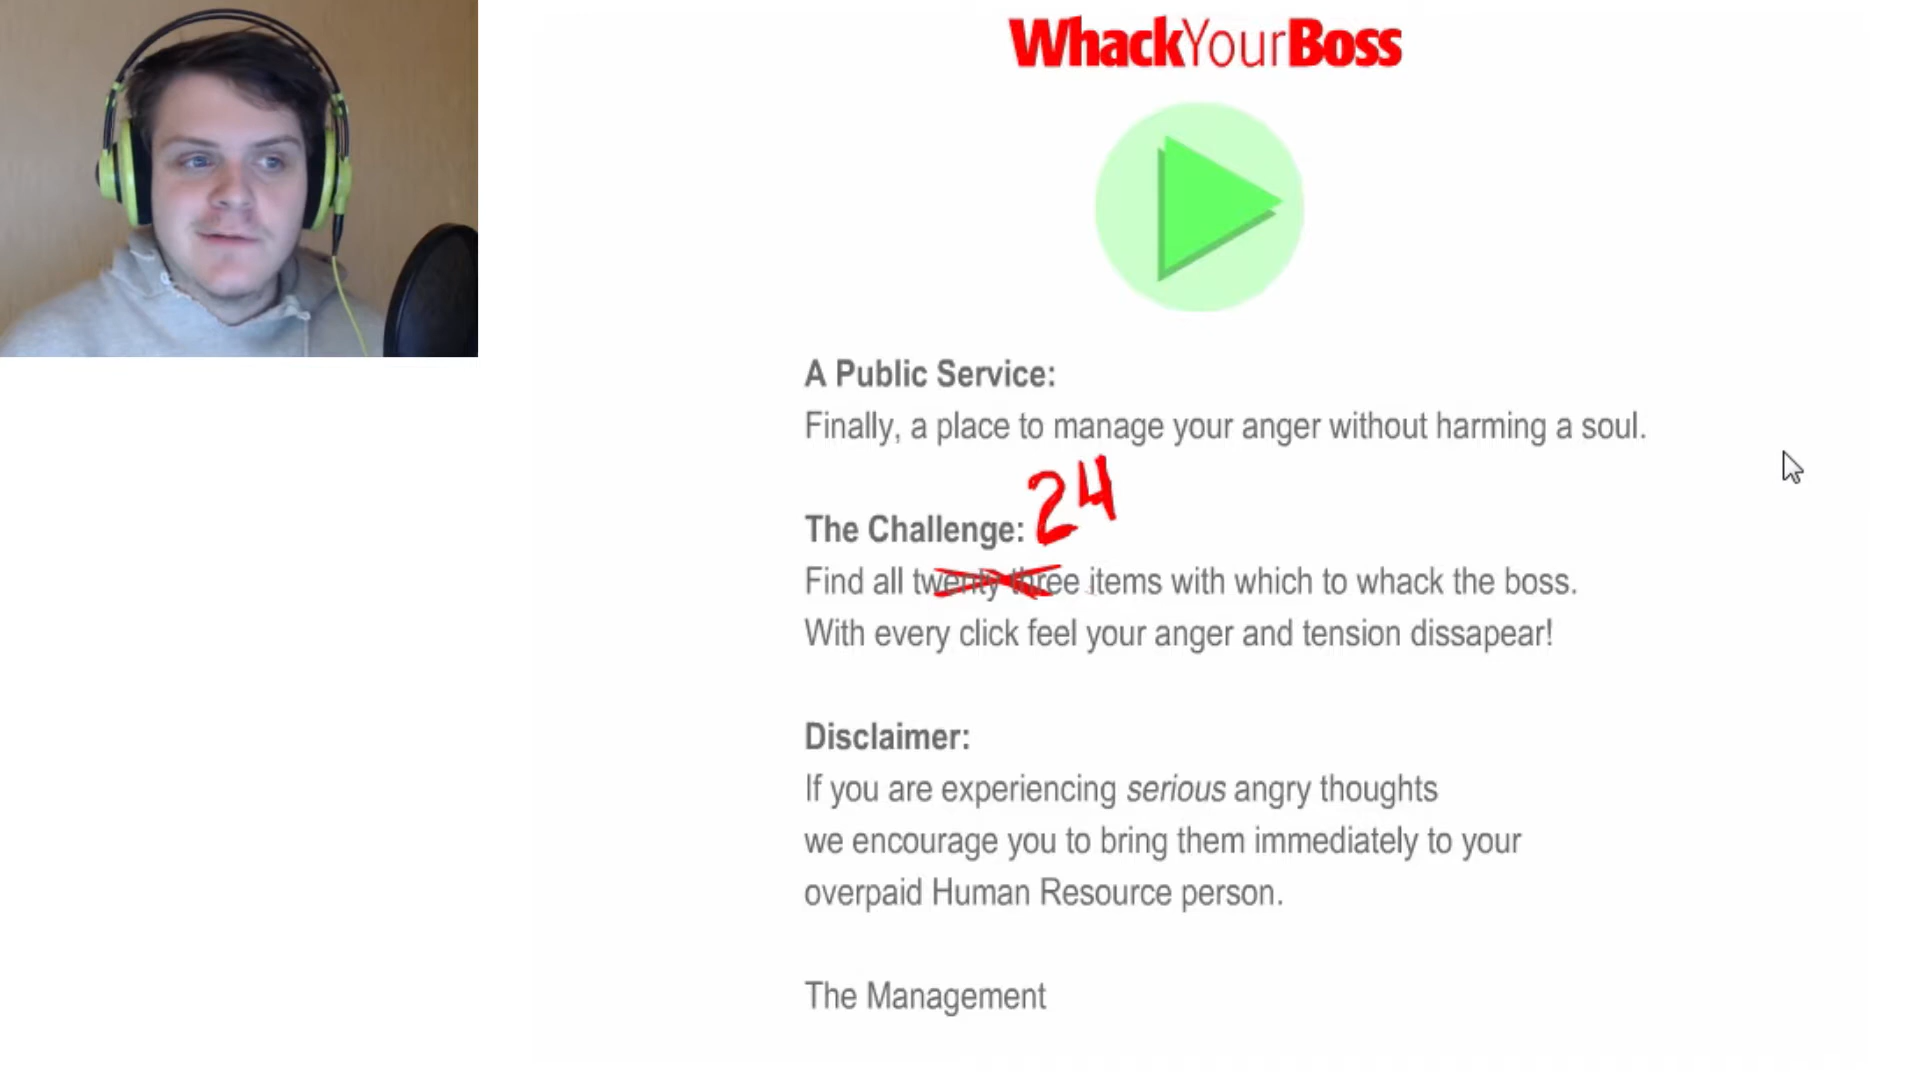 WhackYourBoss
A Public Service:
Finally, a place to manage your anger without harming a soul.
24
The Challenge:
Find all twenty three items with which to whack the boss.
With every click feel your anger and tension dissapear!
Disclaimer:
If you are experiencing serious angry thoughts
we encourage you to bring them immediately to your
overpaid Human Resource person.
The Management